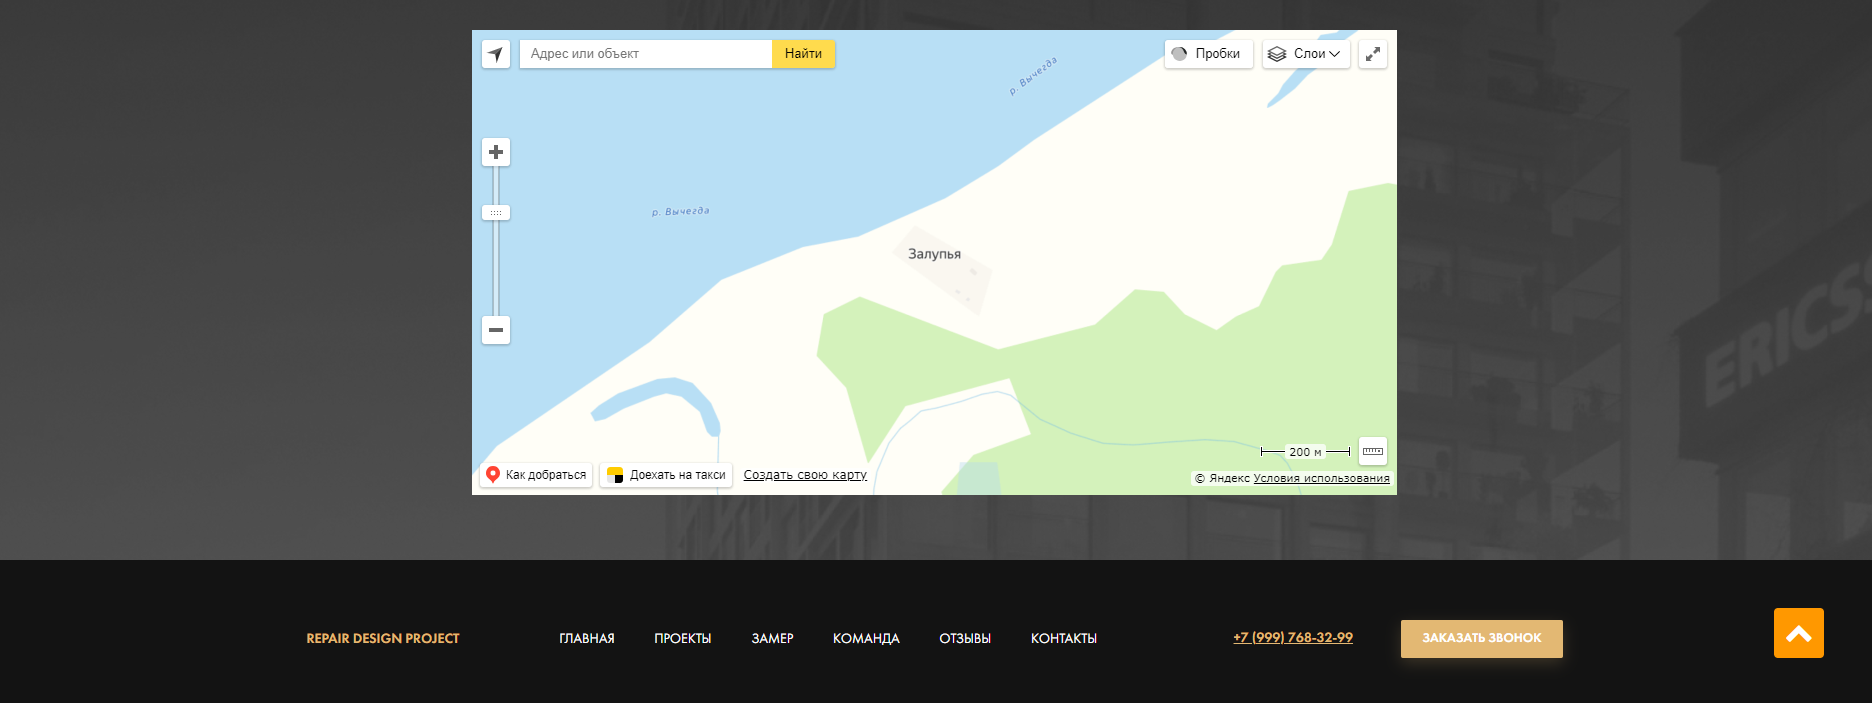 Адрес или объект
Найти
Пробки
Слои
р. Вычегда
р. Вычегда
Залупья
ERICSS
200 м
Как добраться
Доехать на такси
Создать свою карту
© Яндекс Условия использования
REPAIR DESIGN PROJECT
ГЛАВНАЯ
ПРОЕКТЫ
ЗАМЕР
КОМАНДА
ОТЗЫВЫ
КОНТАКТЫ
+7 (999) 768-32-99
ЗАКАЗАТЬ ЗВОНОК